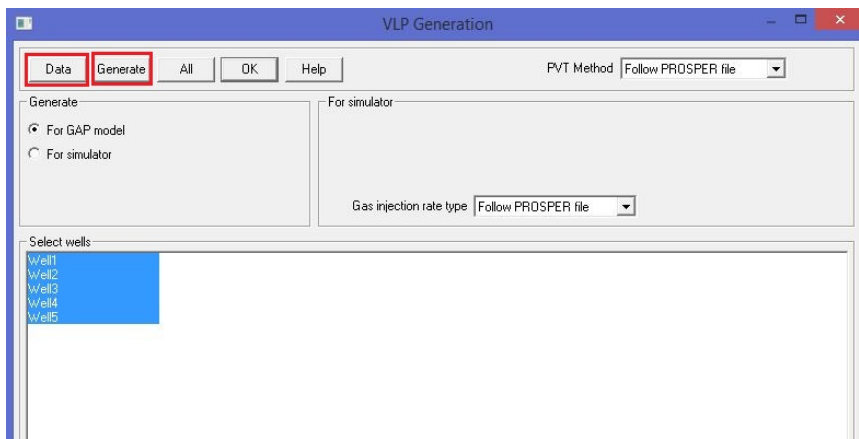 VLP Generation
Data Generate All OK Help PVT Method Follow PROSPER file
Generate For simulator
For GAP model
For simulator
Gas injection rate type Follow PROSPER file
Select wells
Well1
Well2
Well3
Well4
Well5